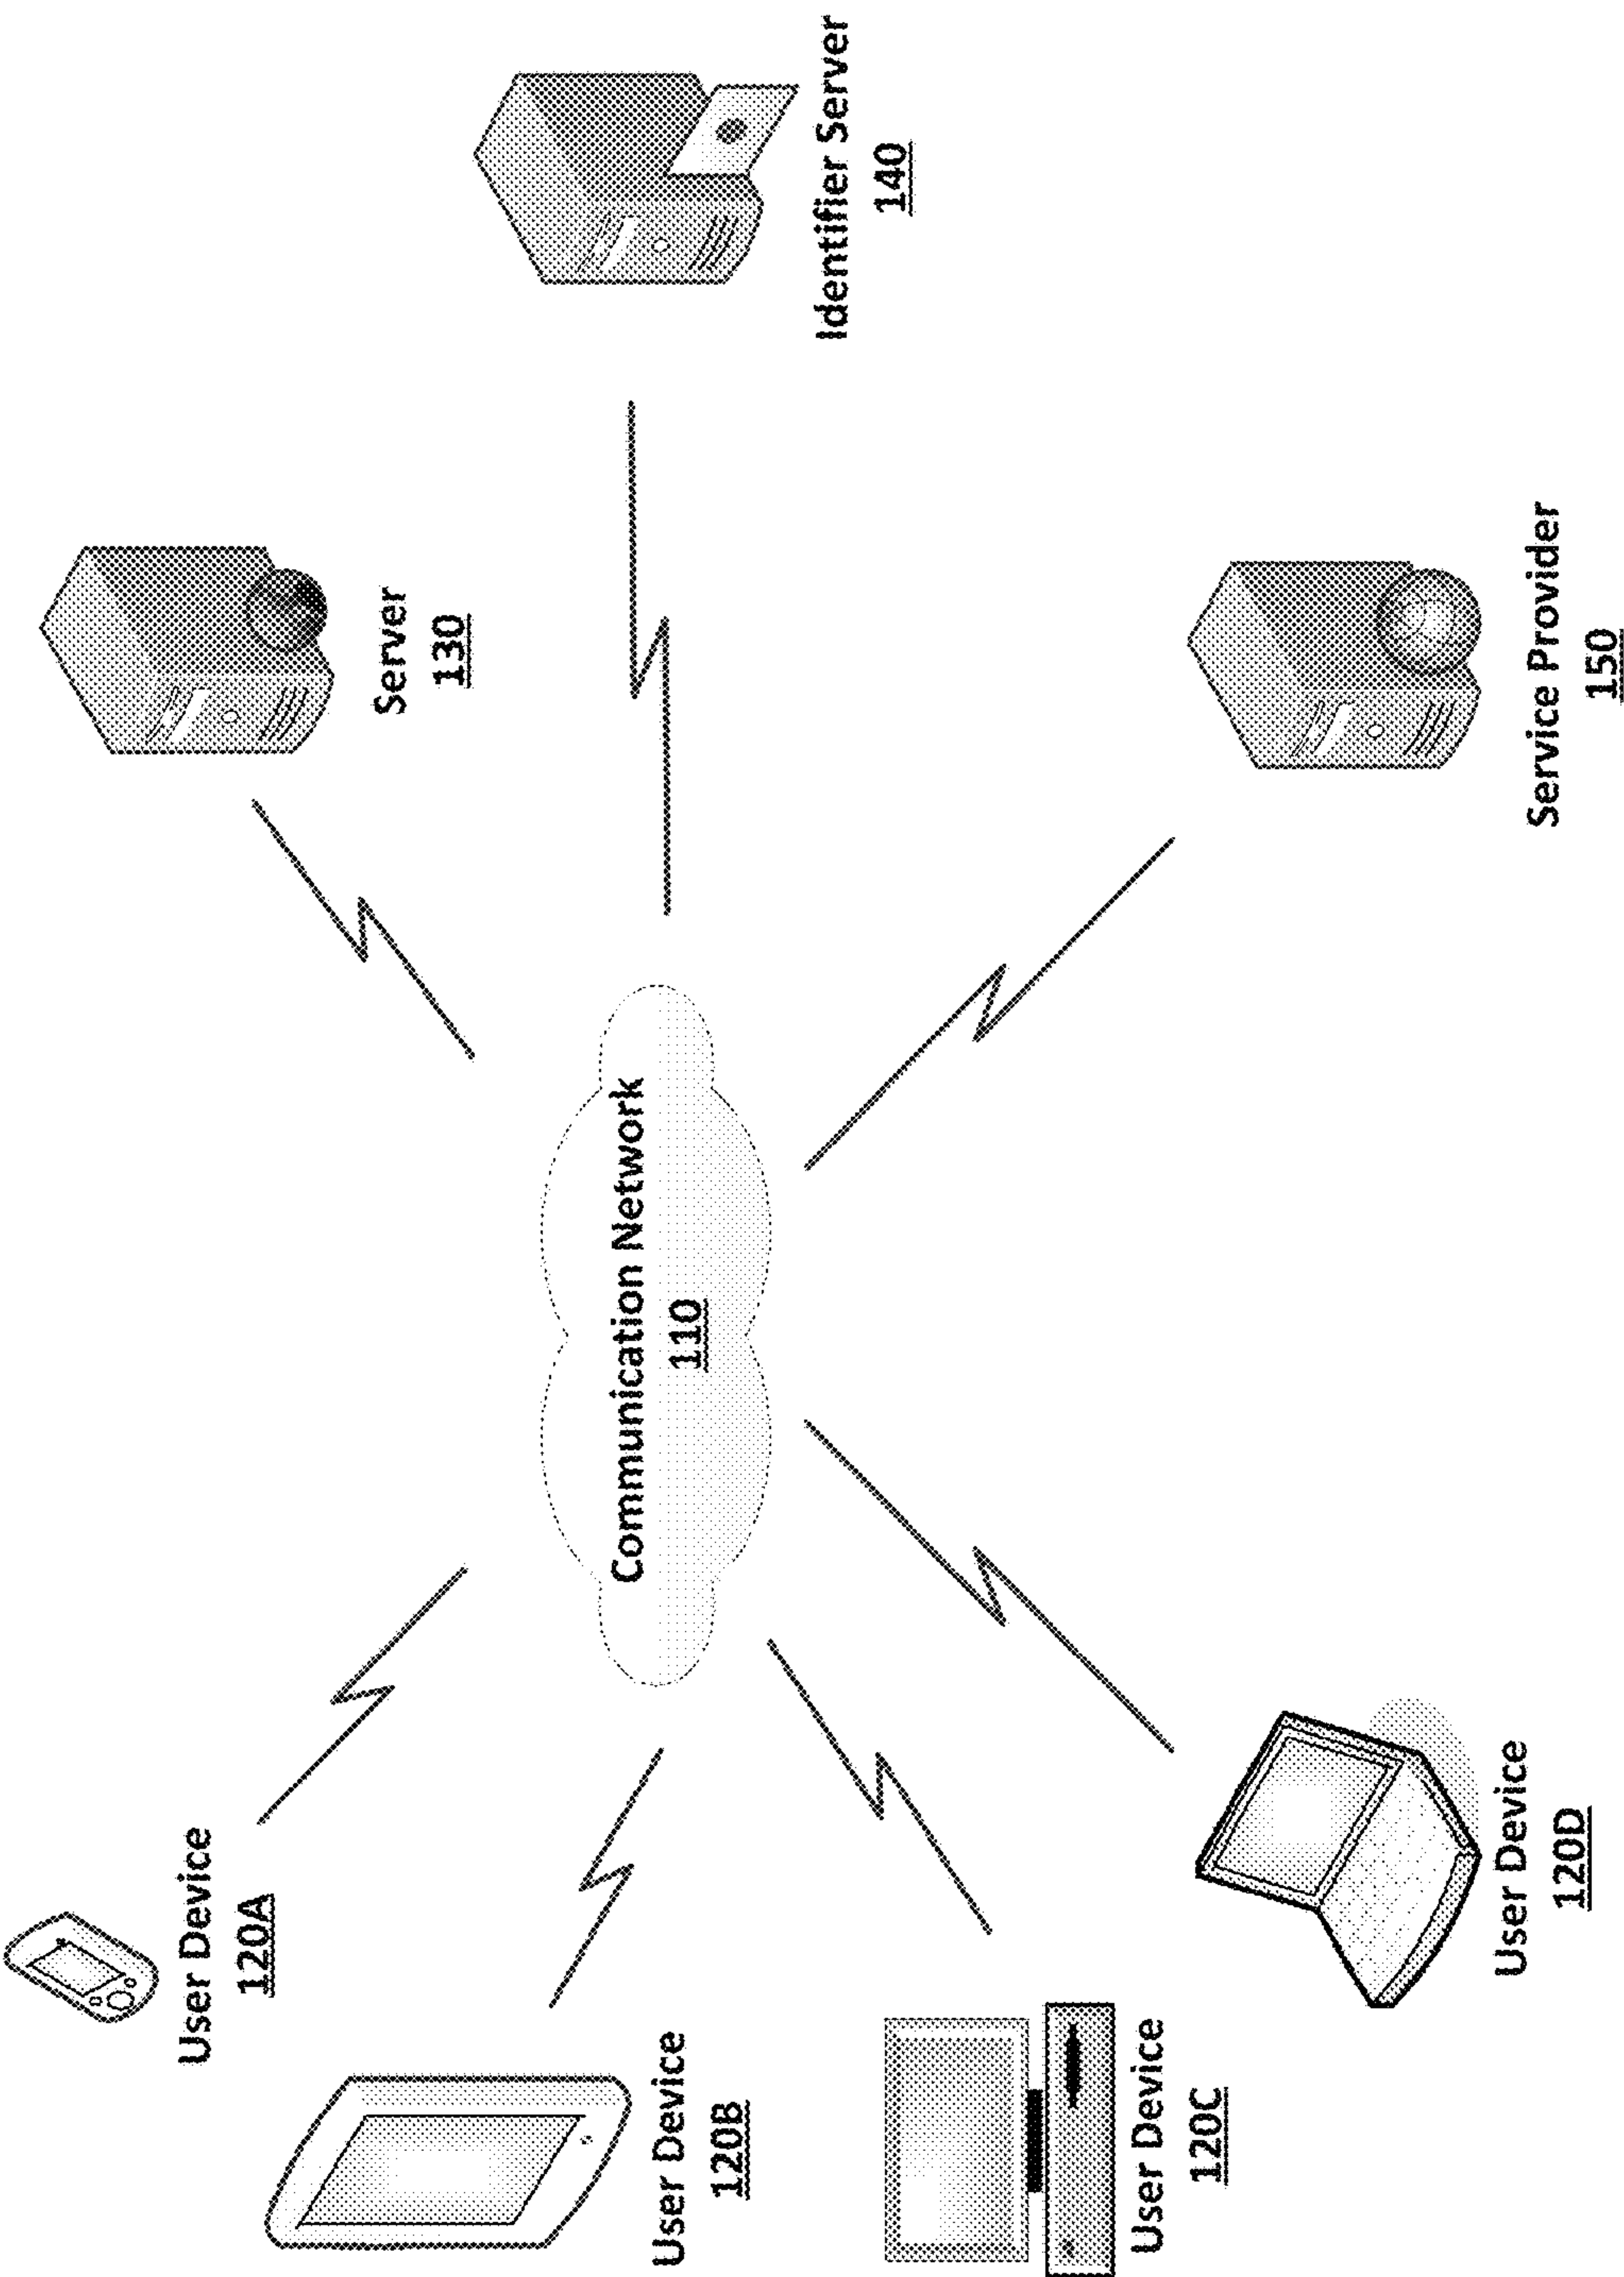 User Device
120A
User Device
120B
User Device
120C
User Device
120D
Communication Network
110
Server
130
Identifier Server
140
Service Provider
150